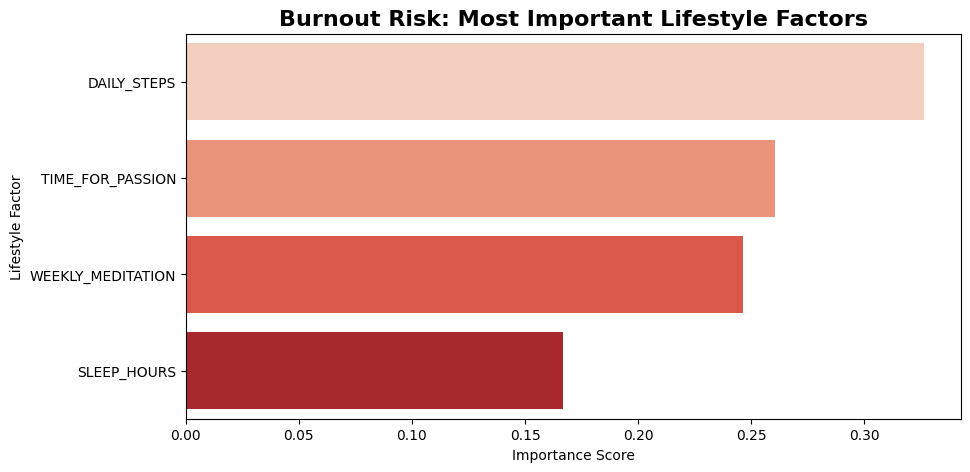 Burnout Risk: Most Important Lifestyle Factors
Lifestyle Factor
DAILY_STEPS
TIME_FOR_PASSION
WEEKLY_MEDITATION
SLEEP_HOURS
0.00 0.05 0.10 0.15 0.20 0.25 0.30
Importance Score